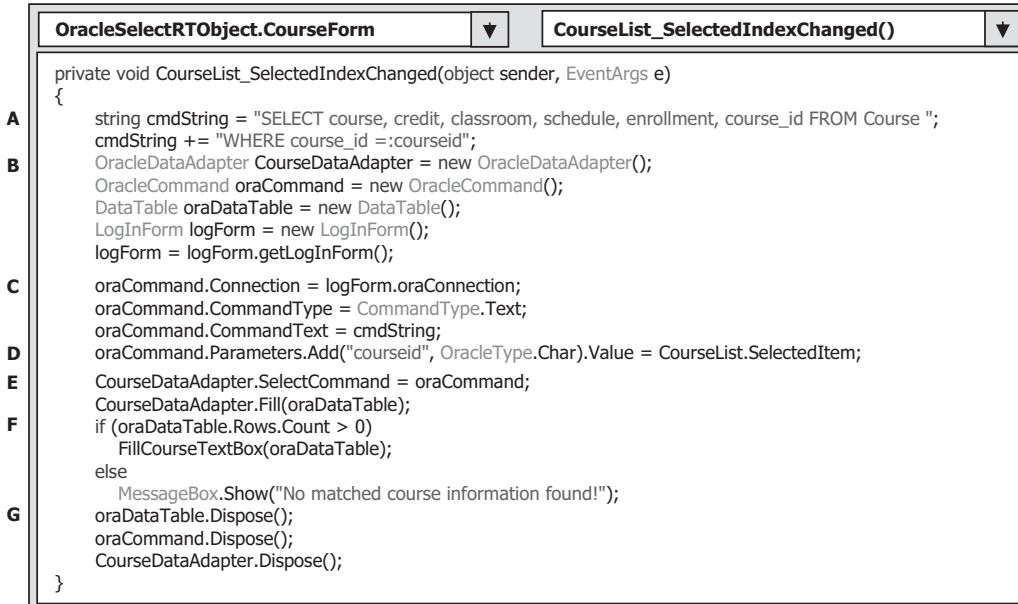 OracleSelectRTObject.CourseForm CourseList_SelectedIndexChanged()
private void CourseList_SelectedIndexChanged(object sender, EventArgs e)
{
A string cmdString = "SELECT course, credit, classroom, schedule, enrollment, course_id FROM Course ";
cmdString += "WHERE course_id =:courseid";
B OracleDataAdapter CourseDataAdapter = new OracleDataAdapter();
OracleCommand oraCommand = new OracleCommand();
DataTable oraDataTable = new DataTable();
LogInForm logForm = new LogInForm();
logForm = logForm.getLogInForm();
C oraCommand.Connection = logForm.oraConnection;
oraCommand.CommandType = CommandType.Text;
oraCommand.CommandText = cmdString;
D oraCommand.Parameters.Add("courseid", OracleType.Char).Value = CourseList.SelectedItem;
E CourseDataAdapter.SelectCommand = oraCommand;
CourseDataAdapter.Fill(oraDataTable);
F if (oraDataTable.Rows.Count > 0)
FillCourseTextBox(oraDataTable);
else
MessageBox.Show("No matched course information found!");
G oraDataTable.Dispose();
oraCommand.Dispose();
CourseDataAdapter.Dispose();
}